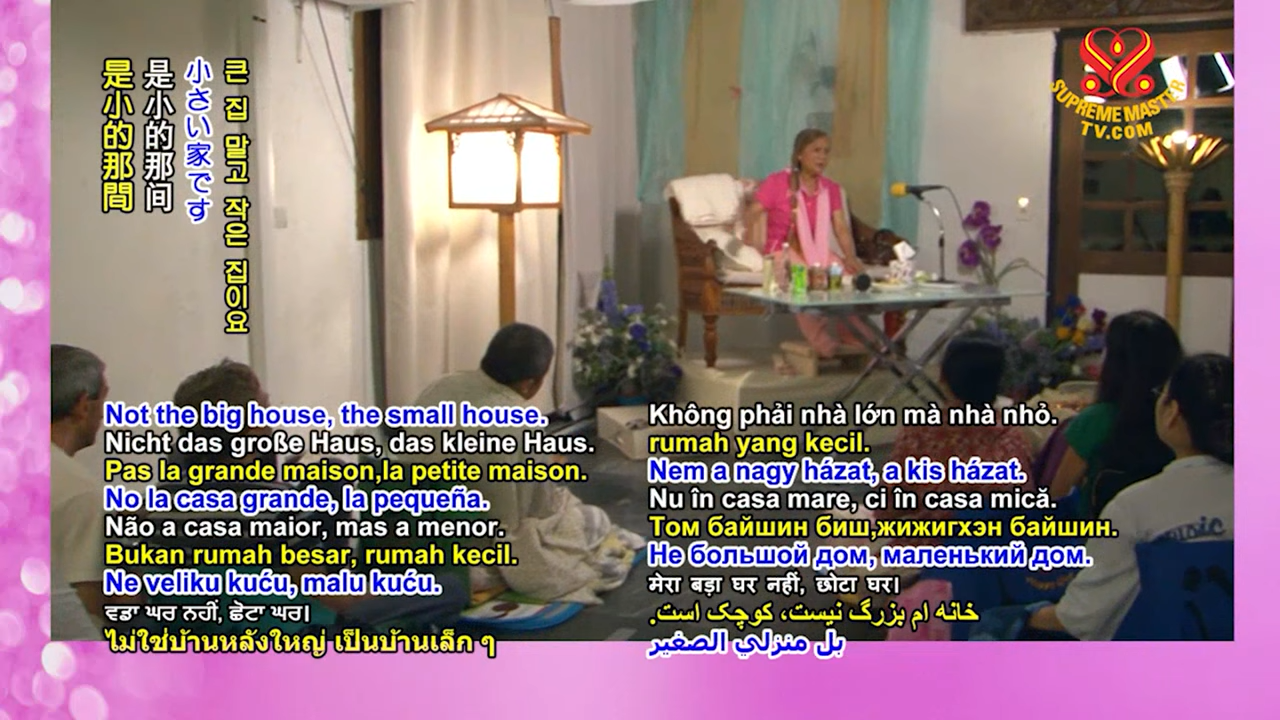 是小的那間
是小的那间
小さい家です
큰 집 말고 작은 집이요
SUPREME MASTER
TV.COM
Not the big house, the small house.
Nicht das große Haus, das kleine Haus.
Pas la grande maison,la petite maison.
No la casa grande, la pequeña.
Não a casa maior, mas a menor.
Bukan rumah besar, rumah kecil.
Ne veliku kuću, malu kuću.
ਵਡਾ ਘਰ ਨਹੀਂ, ਛੋਟਾ ਘਰ।
ไม่ใช่บ้านหลังใหญ่ เป็นบ้านเล็ก ๆ
Không phải nhà lớn mà nhà nhỏ.
rumah yang kecil.
Nem a nagy házat, a kis házat.
Nu în casa mare, ci în casa mică.
Том байшин биш,жижигхэн байшин.
Не большой дом, маленький дом.
मेरा बड़ा घर नहीं, छोटा घर।
خانه ام بزرگ نیست، کوچک است.
بل منزلي الصغير
music